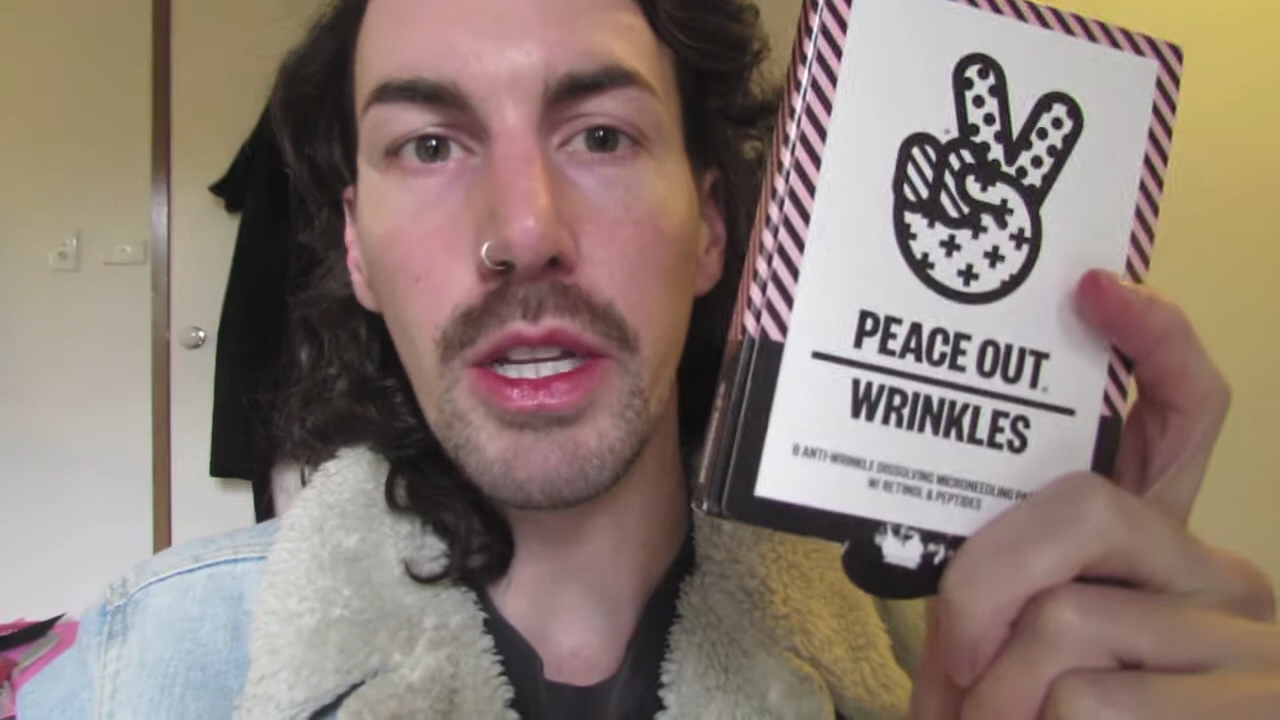 PEACE OUT.
WRINKLES
6 ANTI-WRINKLE DISSOLVING MICRONEEDLING
W/ RETINOL & PEPTIDES